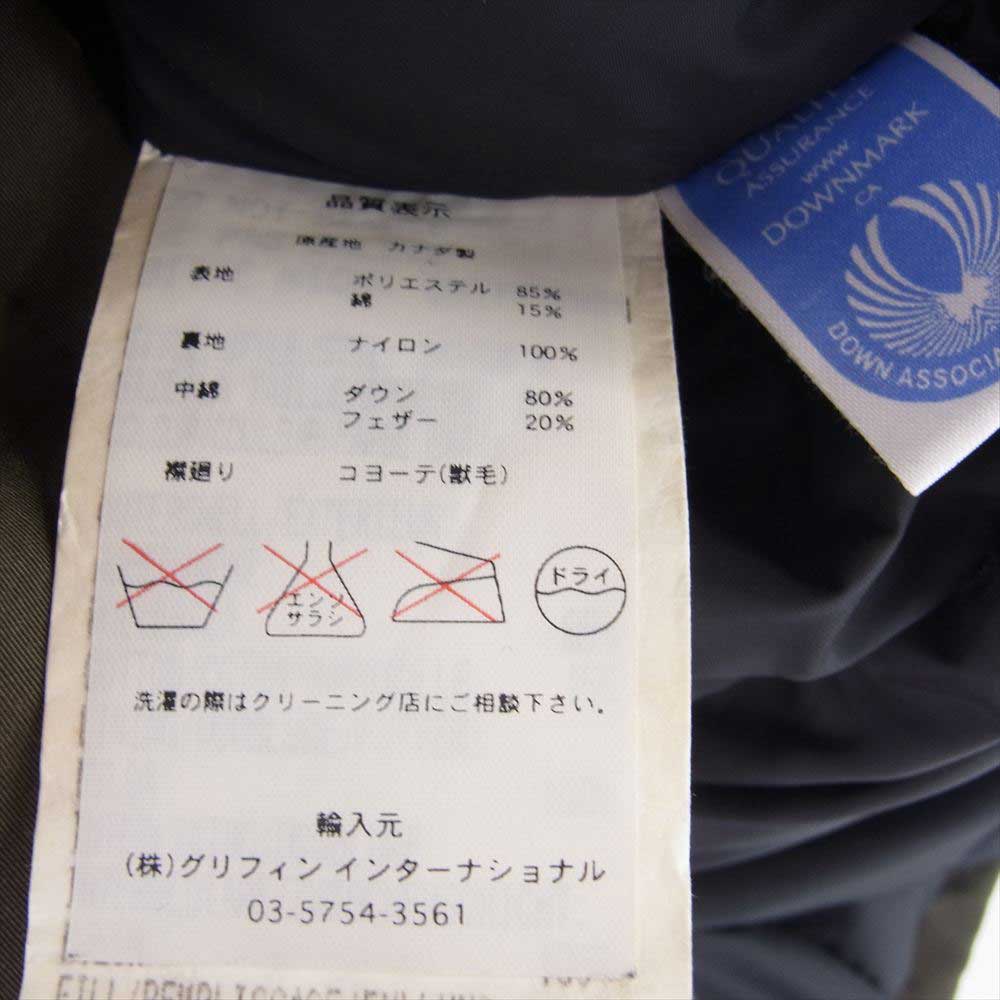 品質表示
原産地 カナダ製
表地 ポリエステル 85%
綿 15%
裏地 ナイロン 100%
中綿 ダウン 80%
フェザー 20%
襟廻り コヨーテ(獣毛)
エンソ
サラシ
ドライ
洗濯の際はクリーニング店にご相談下さい。
輸入元
(株)グリフィン インターナショナル
03-5754-3561
QUALITY
ASSURANCE
www
DOWNMARK
CA
DOWN ASSOCI